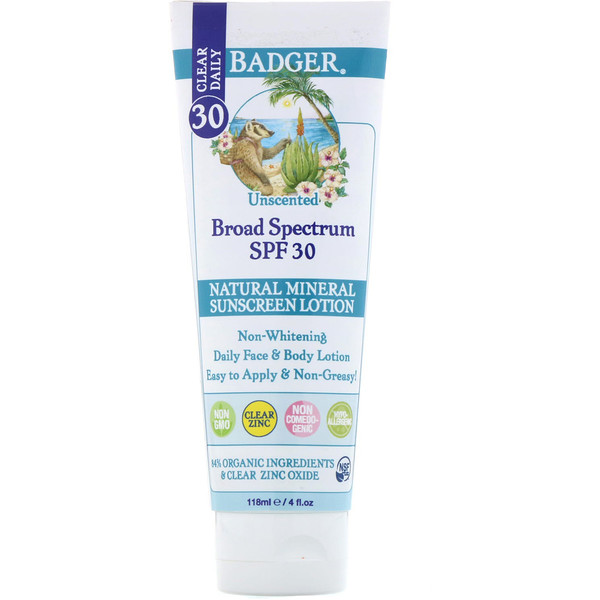 CLEAR
DAILY
30
BADGER®
Unscented
Broad Spectrum
SPF 30
NATURAL MINERAL
SUNSCREEN LOTION
Non-Whitening
Daily Face & Body Lotion
Easy to Apply & Non-Greasy!
NON
GMO
CLEAR
ZINC
NON
COMEDO-
GENIC
HYPO-
ALLERGENIC
84% ORGANIC INGREDIENTS
& CLEAR ZINC OXIDE
NSF
118ml ℮ / 4 fl.oz